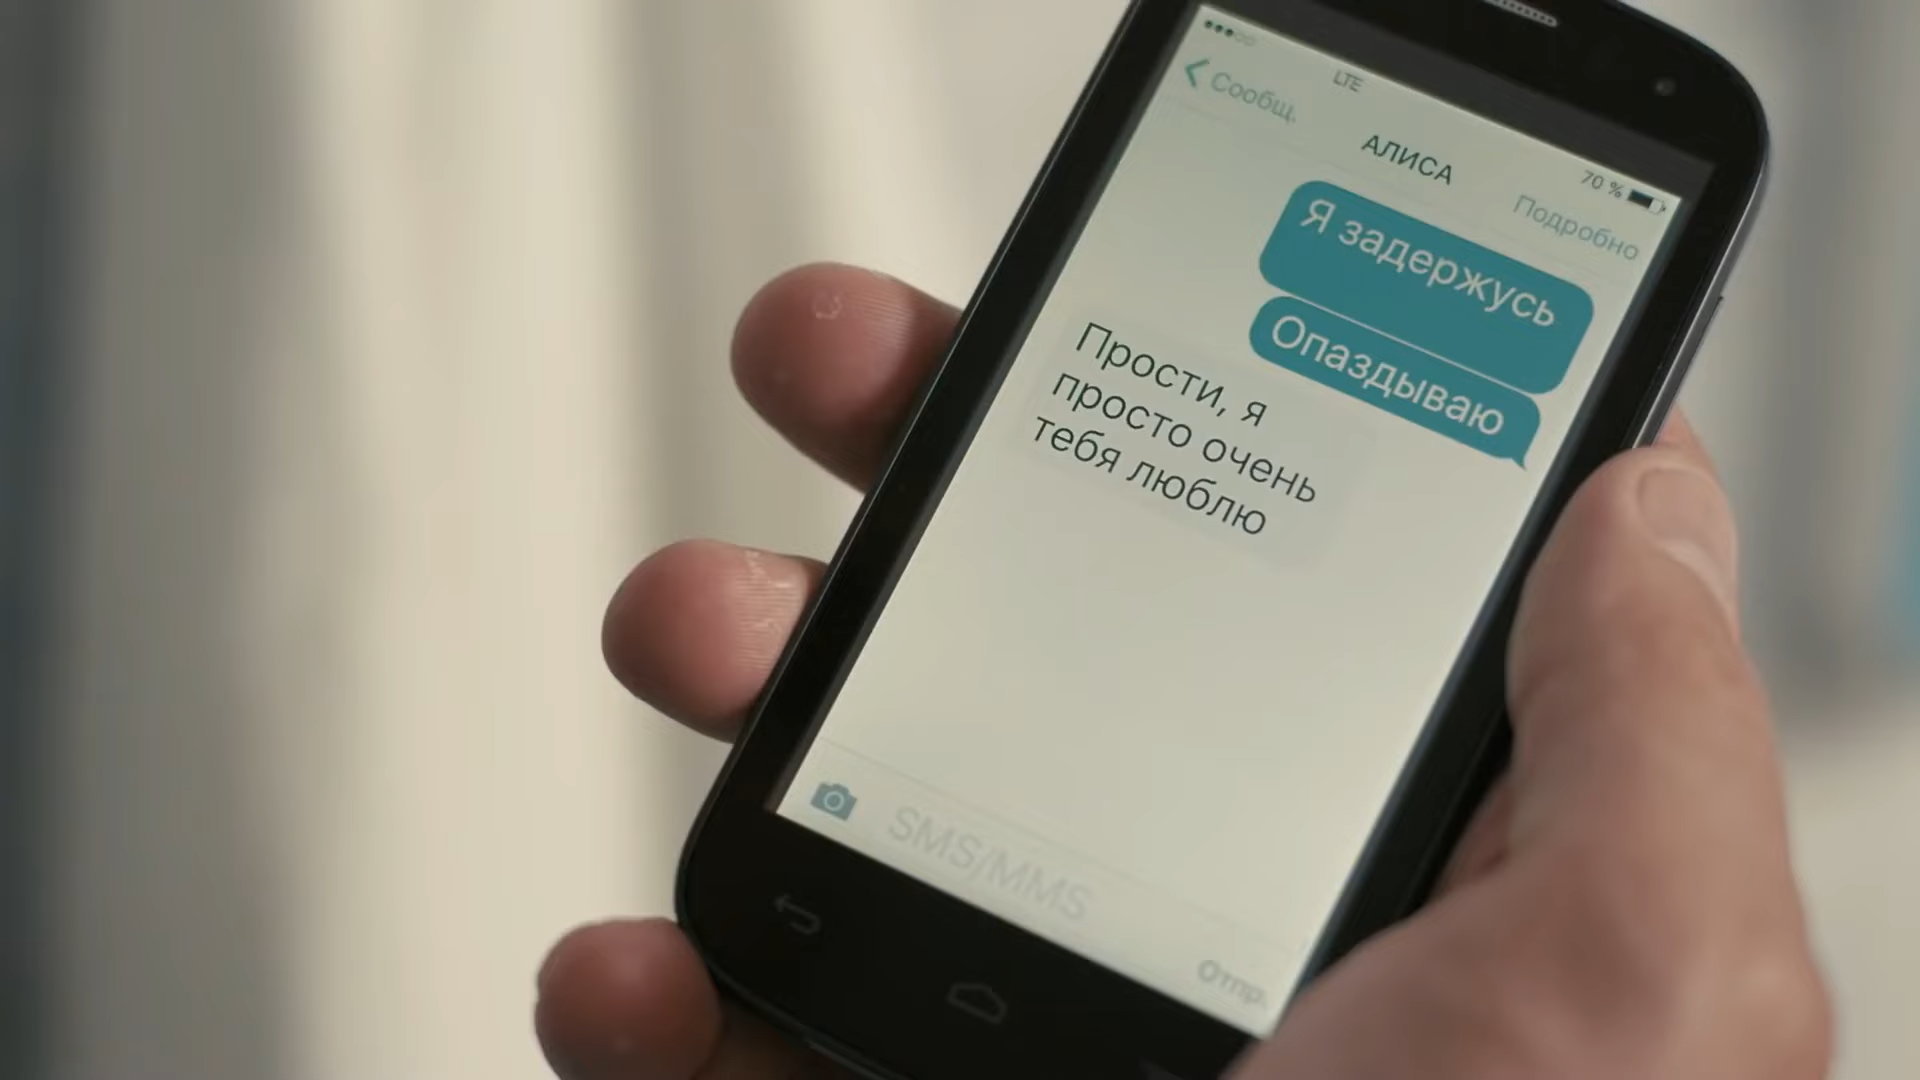 LTE
70 %
Сообщ.
АЛИСА
Подробно
Я задержусь
Опаздываю
Прости, я
просто очень
тебя люблю
SMS/MMS
Отпр.